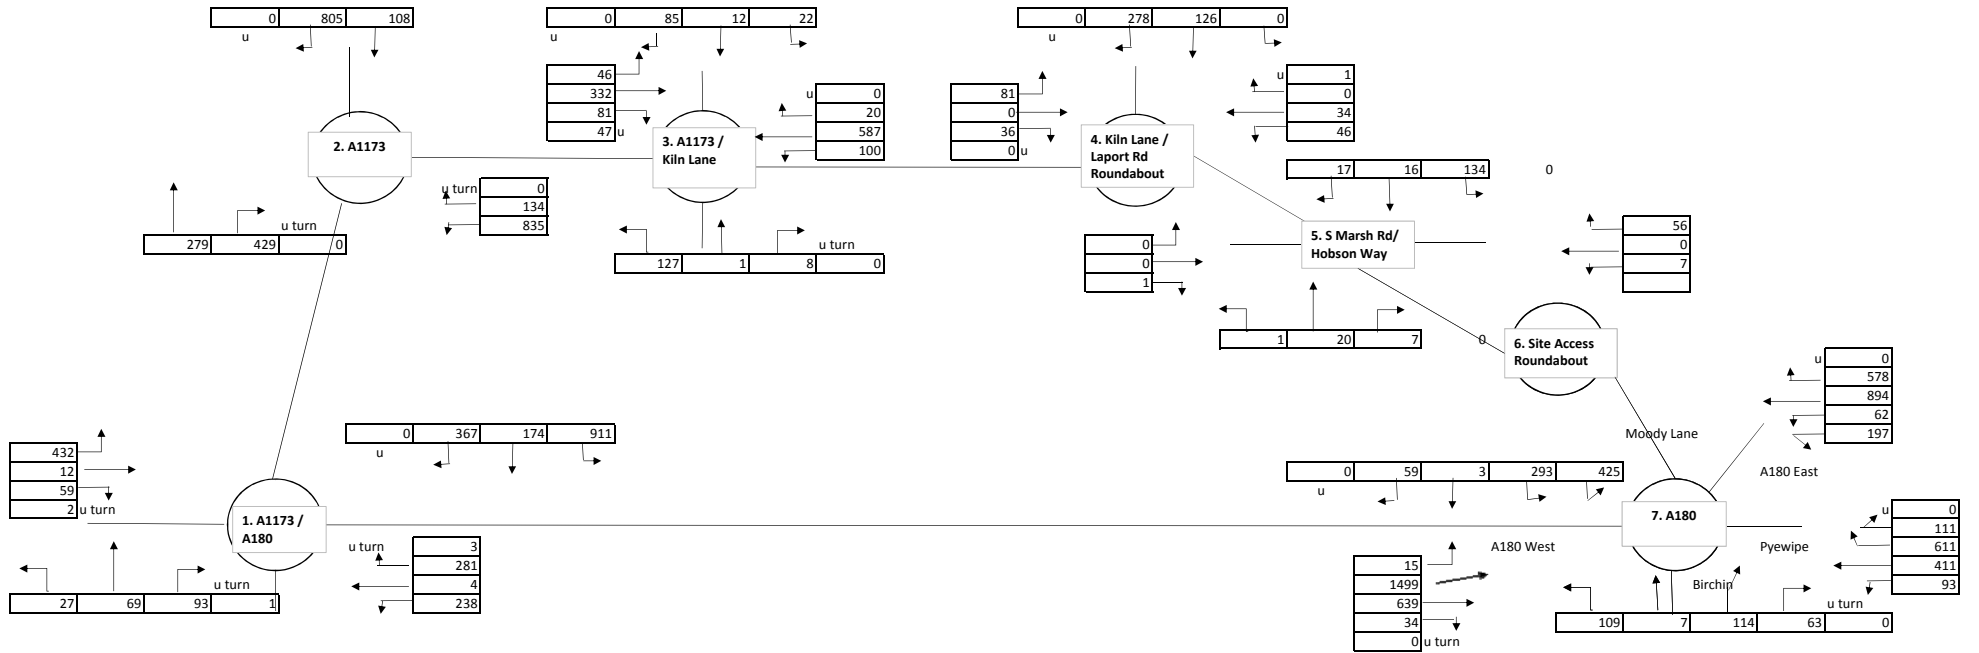 0 805 108
u
0 85 12 22
u
0 278 126 0
u
46
332
81
47 u
u 0
20
587
100
81
0
36
0 u
u 1
0
34
46
2. A1173
3. A1173 /
Kiln Lane
4. Kiln Lane /
Laport Rd
Roundabout
17 16 134 0
u turn 0
134
835
u turn
279 429 0
u turn
127 1 8 0
0
0
1
5. S Marsh Rd/
Hobson Way
56
0
7
1 20 7 0
6. Site Access
Roundabout
u 0
578
894
62
197
Moody Lane
A180 East
0 367 174 911
u
432
12
59
2 u turn
0 59 3 293 425
u
1. A1173 /
A180
7. A180
u 0
111
611
411
93
u turn 3
281
4
238
A180 West
Pyewipe
Birchin
15
1499
639
34
0 u turn
u turn
27 69 93 1
u turn
109 7 114 63 0